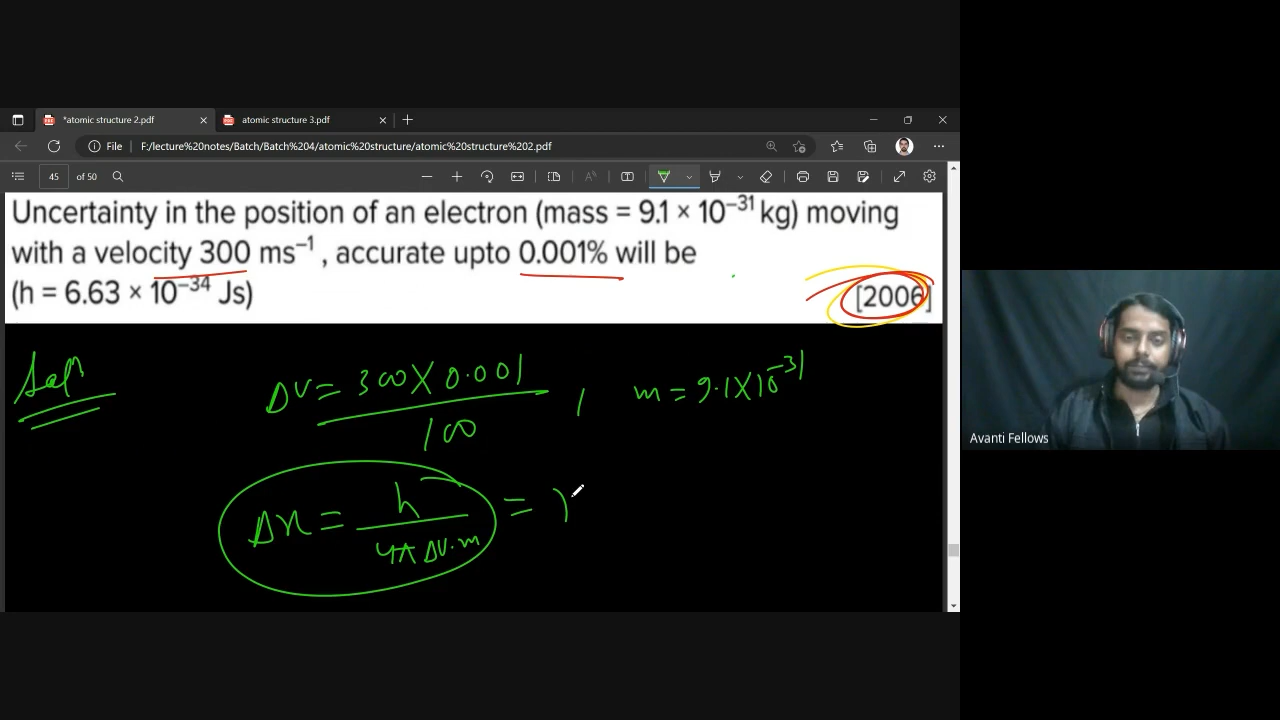 *atomic structure 2.pdf
atomic structure 3.pdf
File F:/lecture%20notes/Batch/Batch%204/atomic%20structure/atomic%20structure%202.pdf
45 of 50
Uncertainty in the position of an electron (mass = 9.1 × 10⁻³¹ kg) moving
with a velocity 300 ms⁻¹ , accurate upto 0.001% will be
(h = 6.63 × 10⁻³⁴ Js)
[2006]
Solⁿ
ΔV = 300 X 0.001 / 100 , m = 9.1X10⁻³¹
Δx = h / 4π ΔV.m =
Avanti Fellows